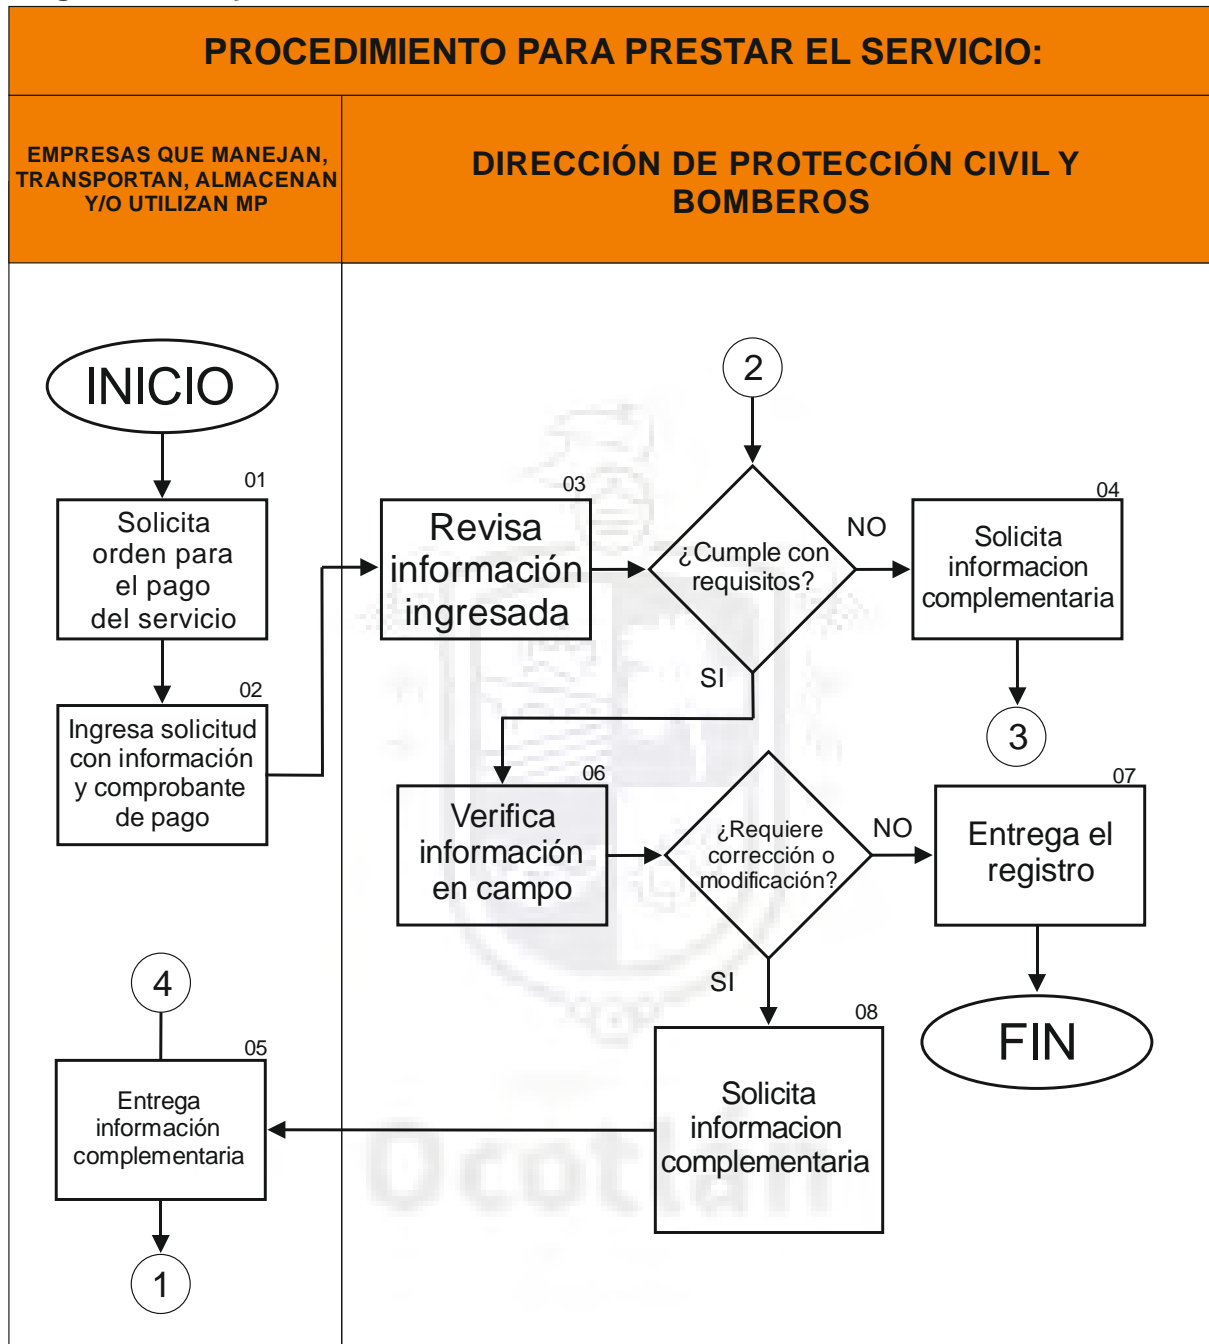 PROCEDIMIENTO PARA PRESTAR EL SERVICIO:
EMPRESAS QUE MANEJAN,
TRANSPORTAN, ALMACENAN
Y/O UTILIZAN MP
DIRECCIÓN DE PROTECCIÓN CIVIL Y
BOMBEROS
INICIO
01
Solicita
orden para
el pago
del servicio
02
Ingresa solicitud
con información
y comprobante
de pago
03
Revisa
información
ingresada
2
¿Cumple con
requisitos?
NO
04
Solicita
informacion
complementaria
3
SI
06
Verifica
información
en campo
¿Requiere
corrección o
modificación?
NO
07
Entrega el
registro
FIN
SI
08
Solicita
informacion
complementaria
4
05
Entrega
información
complementaria
1
Ocotlán